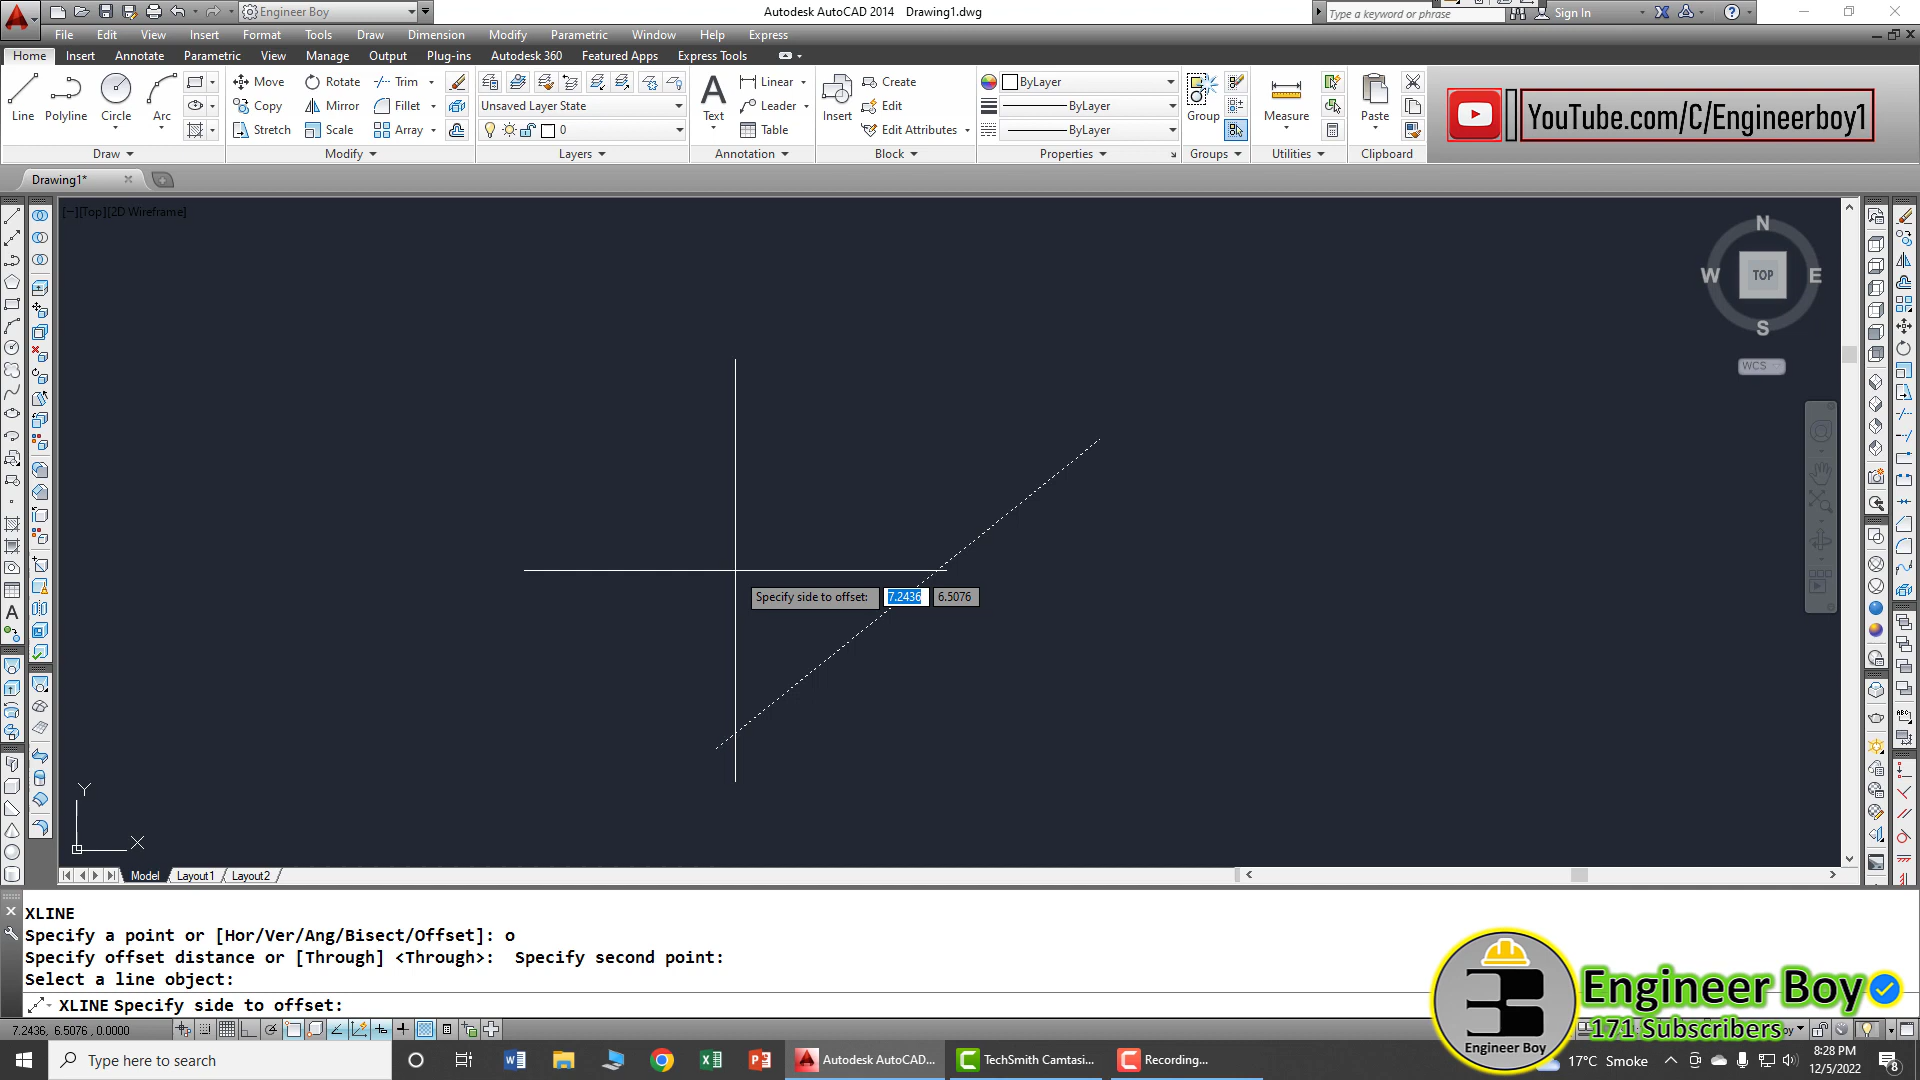 Engineer Boy
Autodesk AutoCAD 2014 Drawing1.dwg
Type a keyword or phrase
Sign In
File Edit View Insert Format Tools Draw Dimension Modify Parametric Window Help Express
Home Insert Annotate Parametric View Manage Output Plug-ins Autodesk 360 Featured Apps Express Tools
Line Polyline Circle Arc
Draw
Move Rotate Trim
Copy Mirror Fillet
Stretch Scale Array
Modify
Unsaved Layer State
0
Layers
Text
Linear
Leader
Table
Annotation
Insert
Create
Edit
Edit Attributes
Block
ByLayer
ByLayer
ByLayer
Properties
Group
Groups
Measure
Utilities
Paste
Clipboard
YouTube.com/C/Engineerboy1
Drawing1*
[−][Top][2D Wireframe]
N
W TOP E
S
WCS
Specify side to offset: 7.2436 6.5076
Y
X
Model Layout1 Layout2
XLINE
Specify a point or [Hor/Ver/Ang/Bisect/Offset]: o
Specify offset distance or [Through] <Through>: Specify second point:
Select a line object:
XLINE Specify side to offset:
7.2436, 6.5076, 0.0000
Engineer Boy
Engineer Boy
171 Subscribers
Type here to search
Autodesk AutoCAD...
TechSmith Camtasi...
Recording...
17°C Smoke
8:28 PM
12/5/2022
8